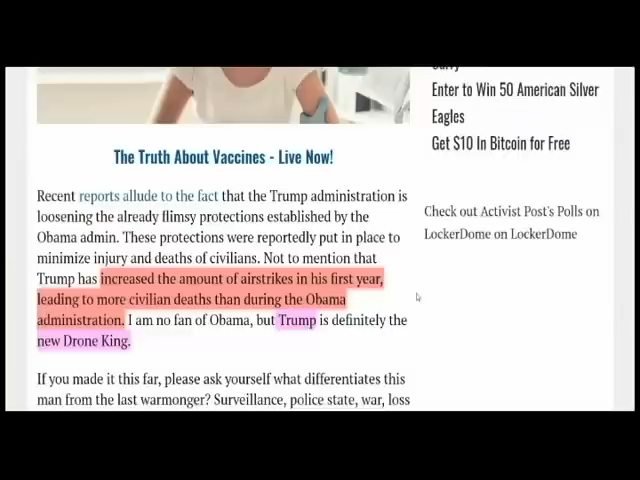 The Truth About Vaccines - Live Now!
Recent reports allude to the fact that the Trump administration is
loosening the already flimsy protections established by the
Obama admin. These protections were reportedly put in place to
minimize injury and deaths of civilians. Not to mention that
Trump has increased the amount of airstrikes in his first year,
leading to more civilian deaths than during the Obama
administration. I am no fan of Obama, but Trump is definitely the
new Drone King.
If you made it this far, please ask yourself what differentiates this
man from the last warmonger? Surveillance, police state, war, loss
Enter to Win 50 American Silver
Eagles
Get $10 In Bitcoin for Free
Check out Activist Post's Polls on
LockerDome on LockerDome